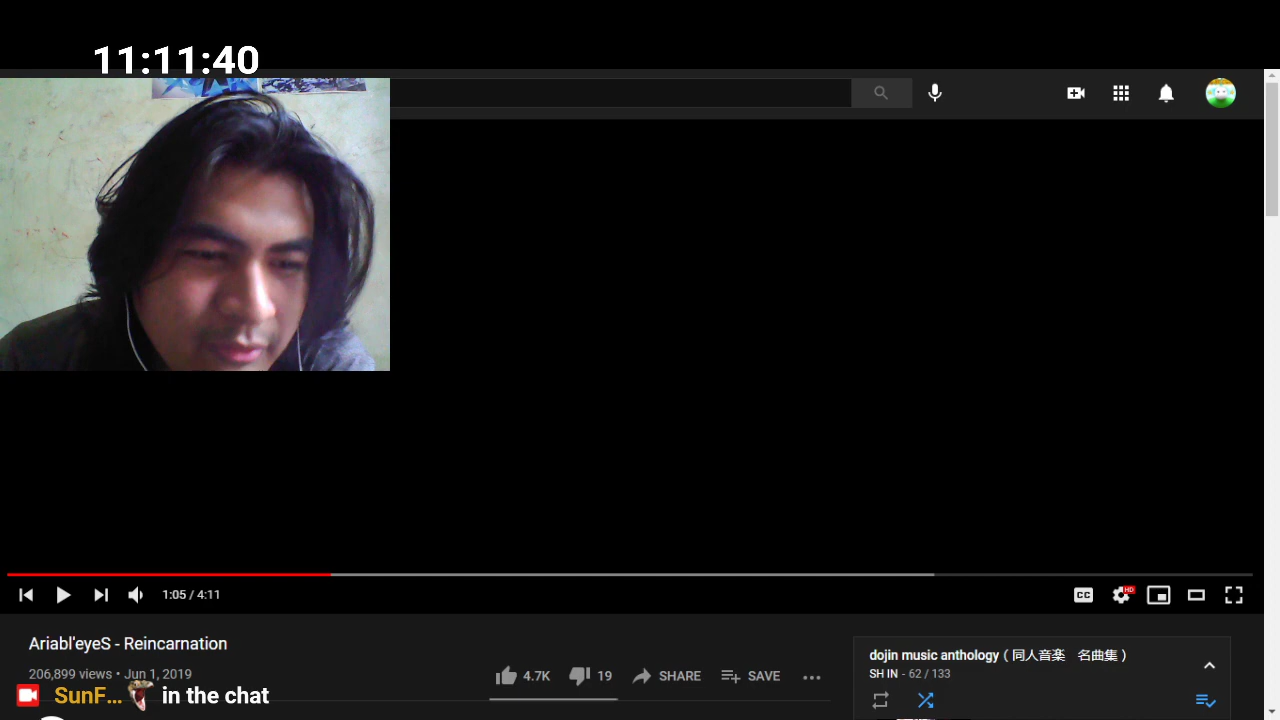 11:11:40
1:05 / 4:11
CC
HD
Ariabl'eyeS - Reincarnation
206,899 views • Jun 1, 2019
4.7K
19
SHARE
SAVE
dojin music anthology ( 同人音楽 名曲集 )
SH IN - 62 / 133
SunF... in the chat